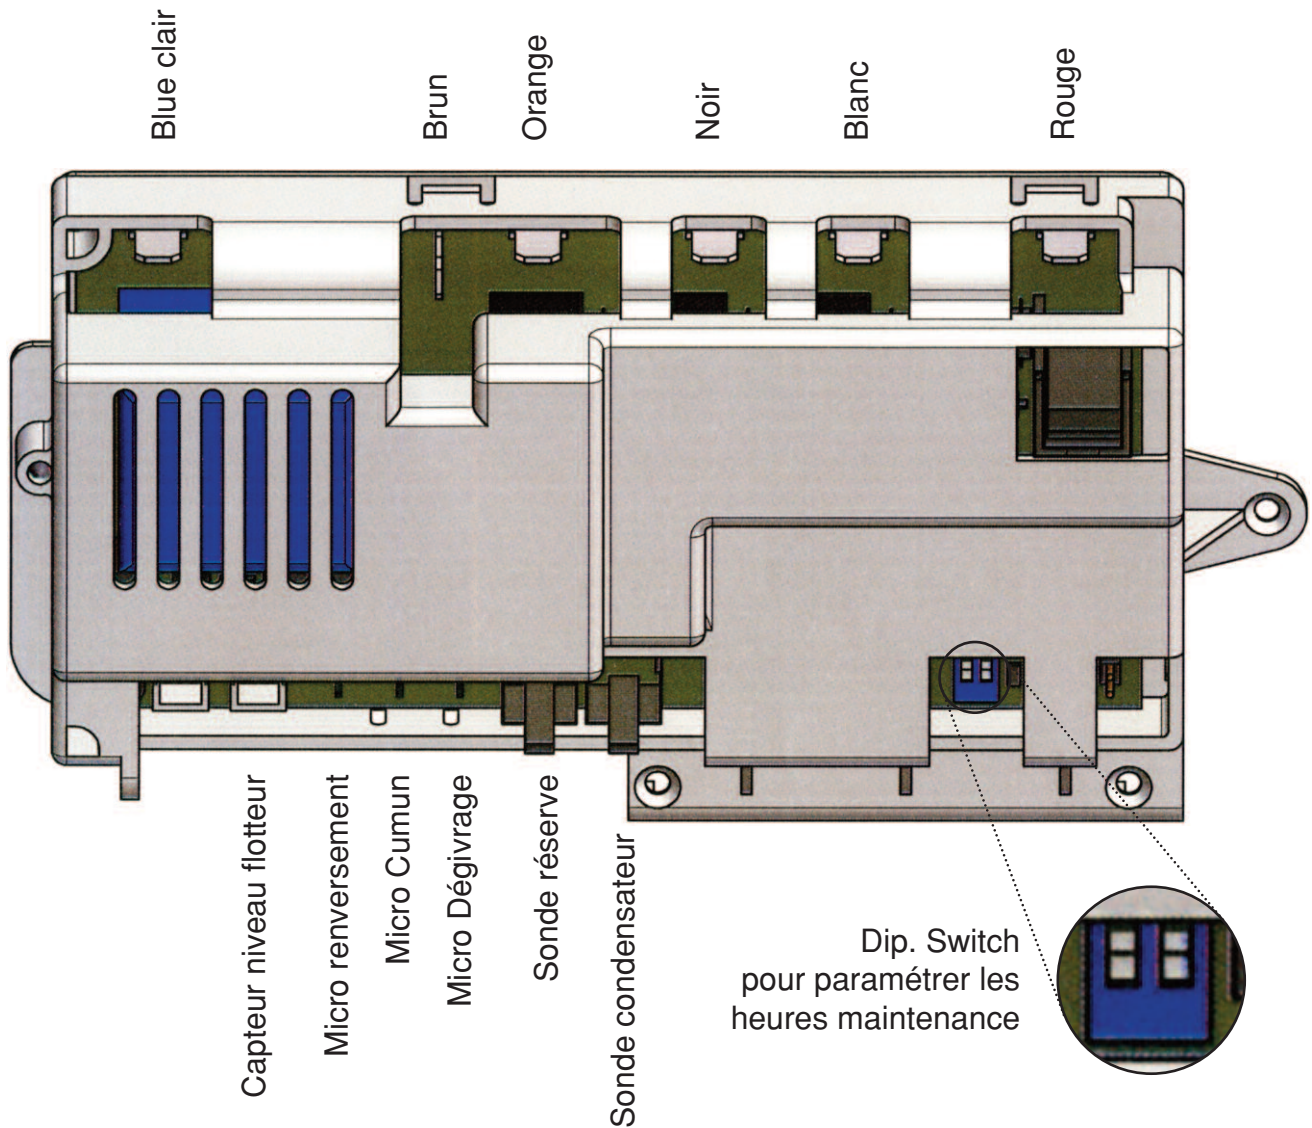 Blue clair
Brun
Orange
Noir
Blanc
Rouge
Capteur niveau flotteur
Micro renversement
Micro Cumun
Micro Dégivrage
Sonde réserve
Sonde condensateur
Dip. Switch
pour paramétrer les
heures maintenance